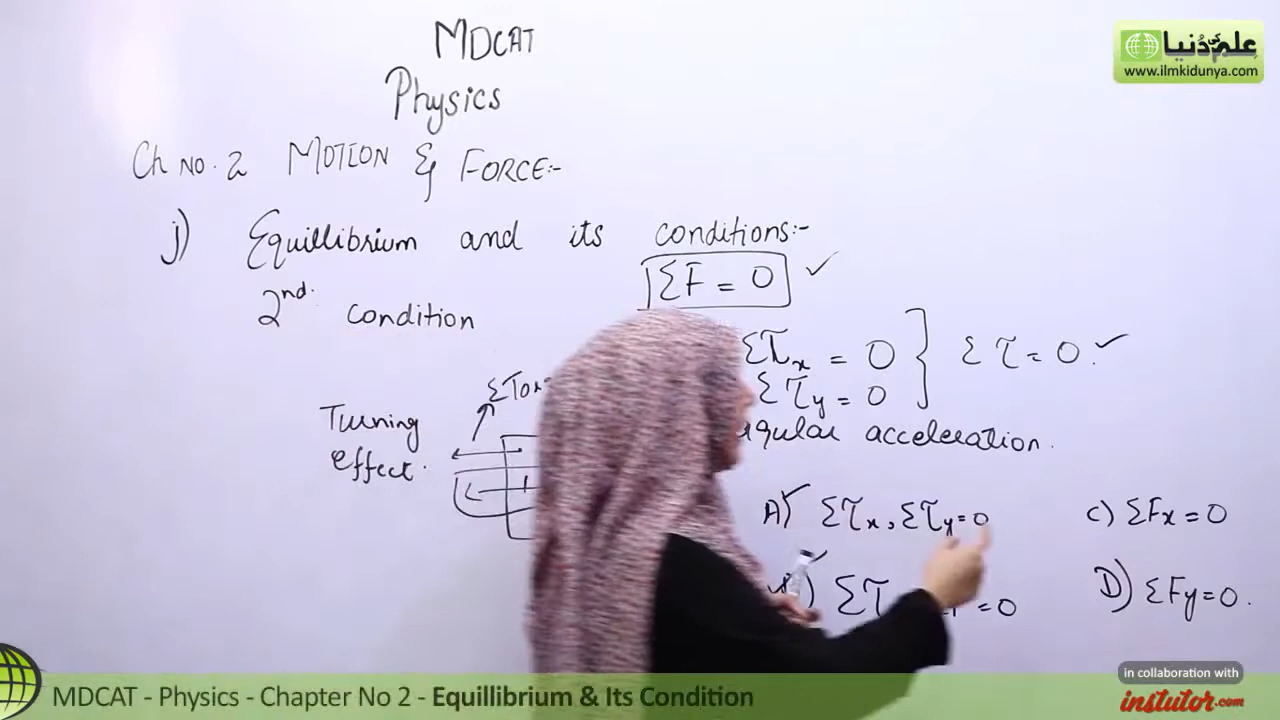 MDCAT
Physics
علم کی دنیا
www.ilmkidunya.com
Ch No. 2 MOTION & FORCE:-
j) Equillibrium and its conditions:-
ΣF = 0 ✓
2nd. condition
Στx = 0
Στy = 0
} Στ = 0. ✓
acceleration.
Turning
effect.
A) ✓ Στx, Στy = 0
C) ΣFx = 0
Στ = 0
D) ΣFy = 0.
MDCAT - Physics - Chapter No 2 - Equillibrium & Its Condition
in collaboration with
instutor.com